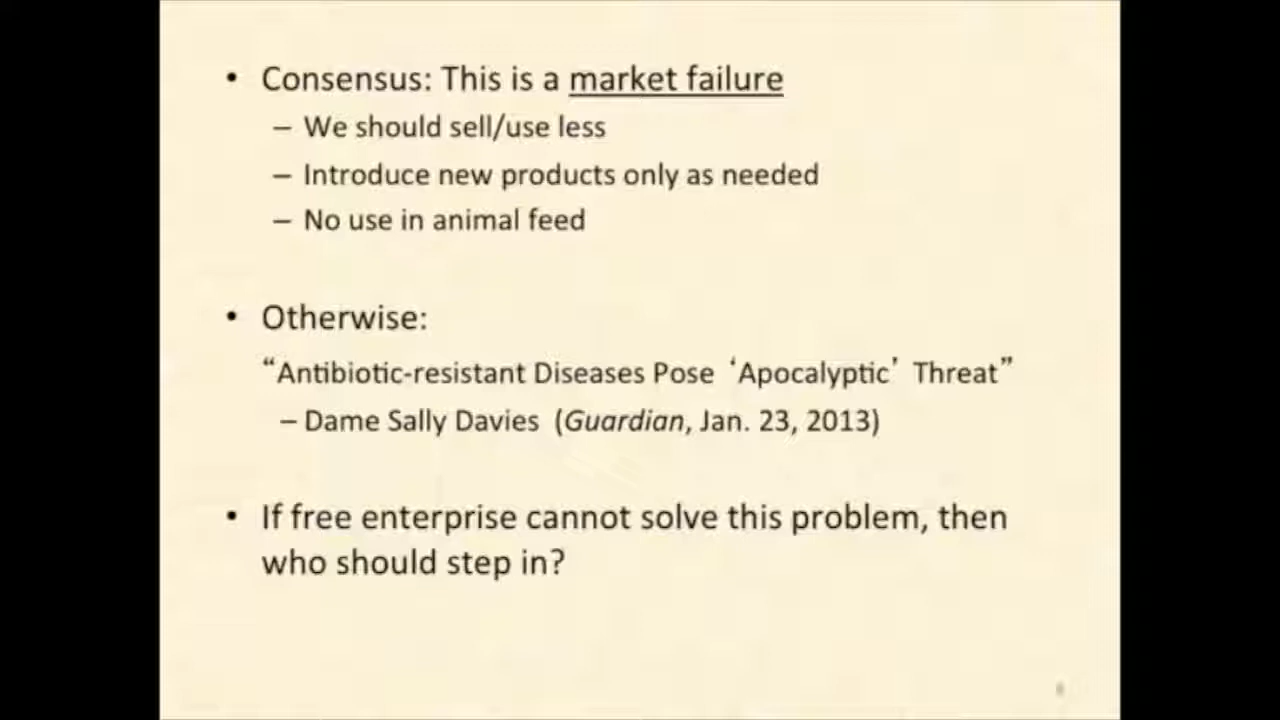 • Consensus: This is a market failure
– We should sell/use less
– Introduce new products only as needed
– No use in animal feed
• Otherwise:
“Antibiotic-resistant Diseases Pose ‘Apocalyptic’ Threat”
– Dame Sally Davies (Guardian, Jan. 23, 2013)
• If free enterprise cannot solve this problem, then
who should step in?